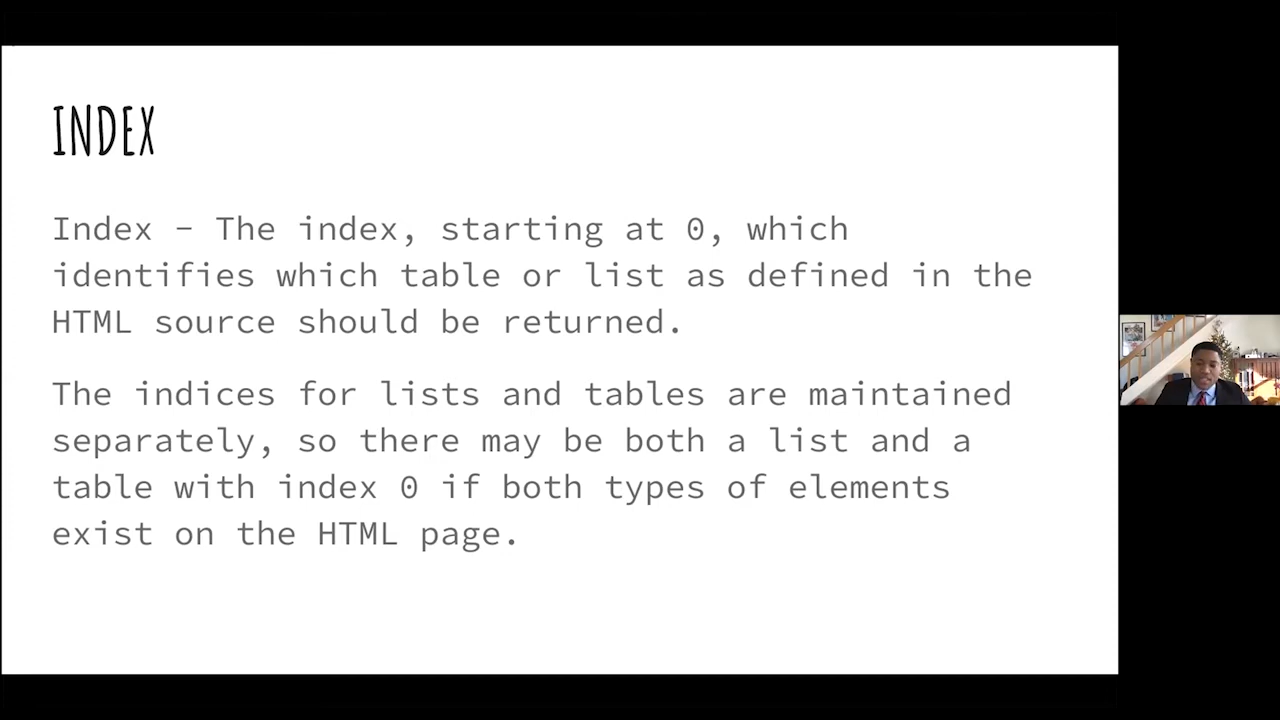 INDEX
Index - The index, starting at 0, which
identifies which table or list as defined in the
HTML source should be returned.
The indices for lists and tables are maintained
separately, so there may be both a list and a
table with index 0 if both types of elements
exist on the HTML page.